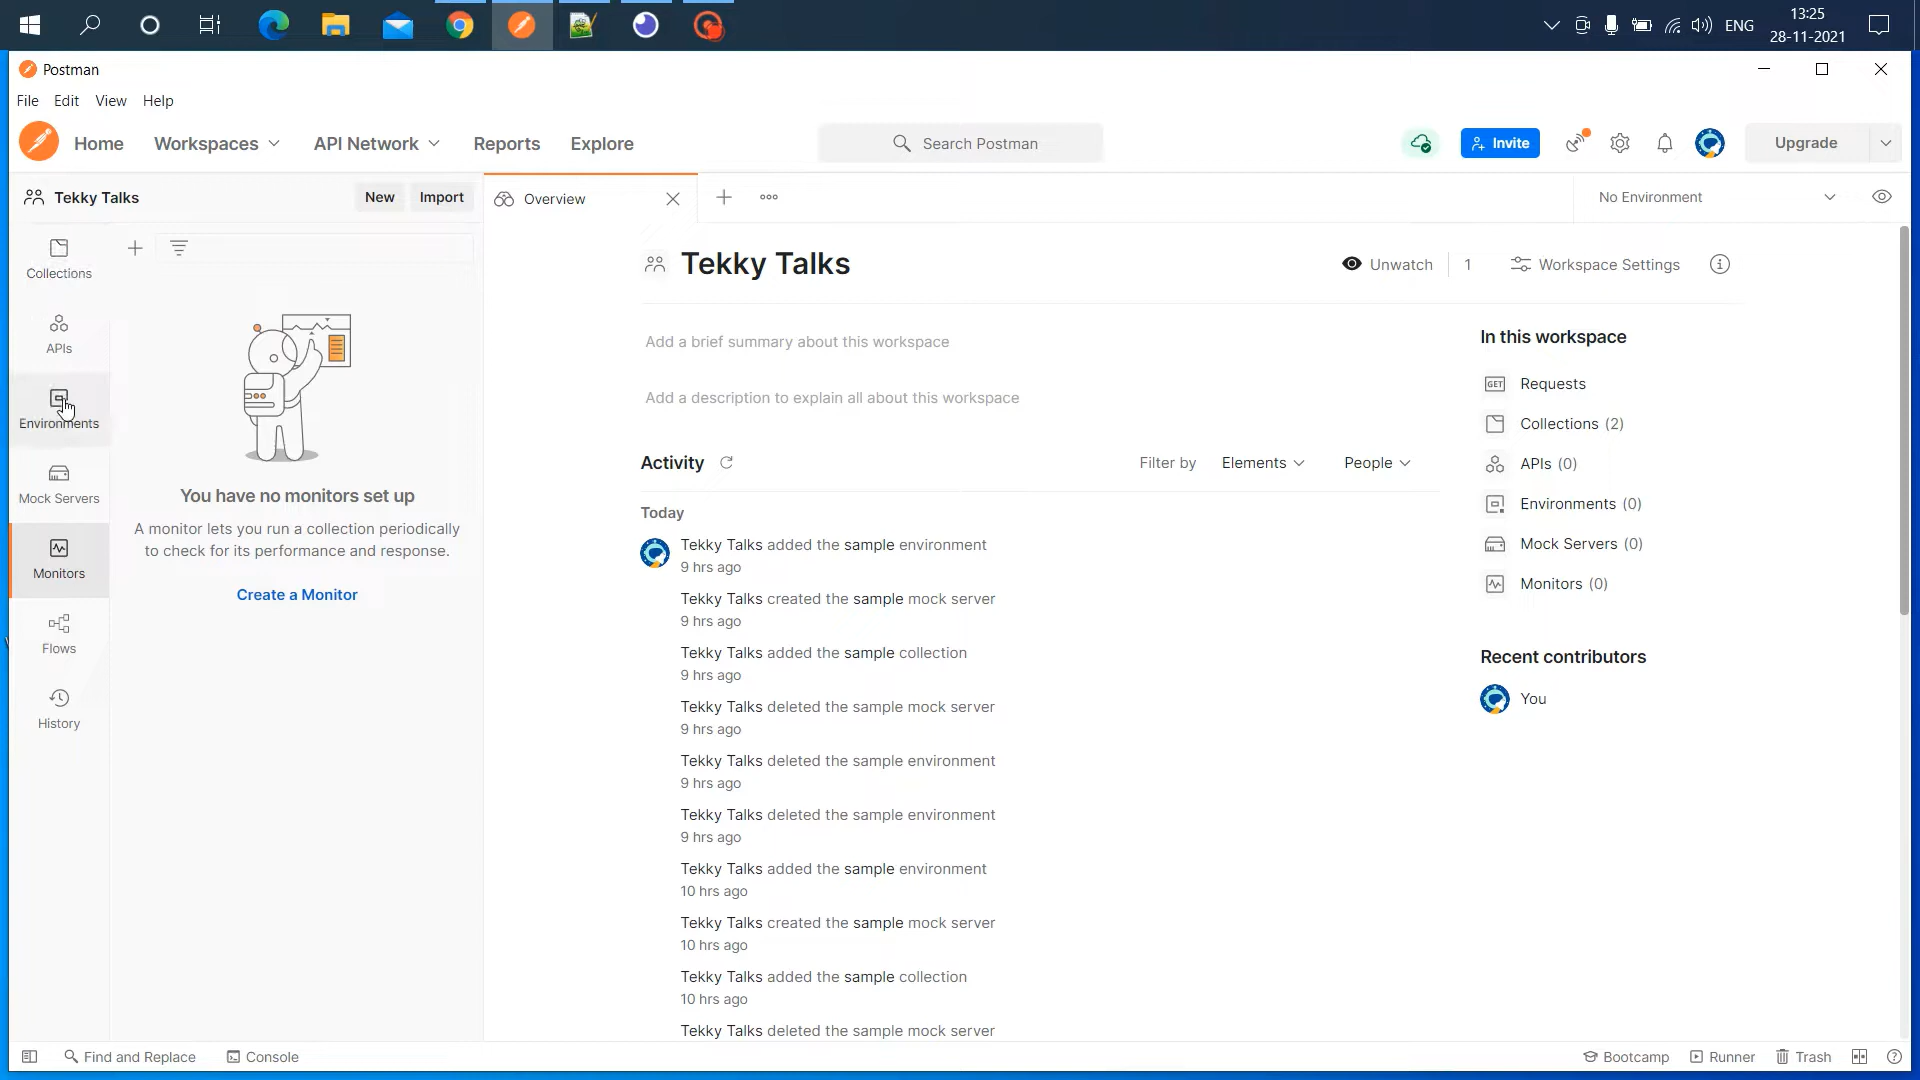 ENG
13:25
28-11-2021
Postman
File Edit View Help
Home Workspaces API Network Reports Explore
Search Postman
Invite
Upgrade
Tekky Talks
New Import
Overview
No Environment
Collections
APIs
Environments
Mock Servers
Monitors
Flows
History
You have no monitors set up
A monitor lets you run a collection periodically
to check for its performance and response.
Create a Monitor
Tekky Talks
Unwatch 1 Workspace Settings
Add a brief summary about this workspace
Add a description to explain all about this workspace
Activity
Filter by Elements People
Today
Tekky Talks added the sample environment
9 hrs ago
Tekky Talks created the sample mock server
9 hrs ago
Tekky Talks added the sample collection
9 hrs ago
Tekky Talks deleted the sample mock server
9 hrs ago
Tekky Talks deleted the sample environment
9 hrs ago
Tekky Talks deleted the sample environment
9 hrs ago
Tekky Talks added the sample environment
10 hrs ago
Tekky Talks created the sample mock server
10 hrs ago
Tekky Talks added the sample collection
10 hrs ago
Tekky Talks deleted the sample mock server
In this workspace
GET Requests
Collections (2)
APIs (0)
Environments (0)
Mock Servers (0)
Monitors (0)
Recent contributors
You
Find and Replace Console
Bootcamp Runner Trash